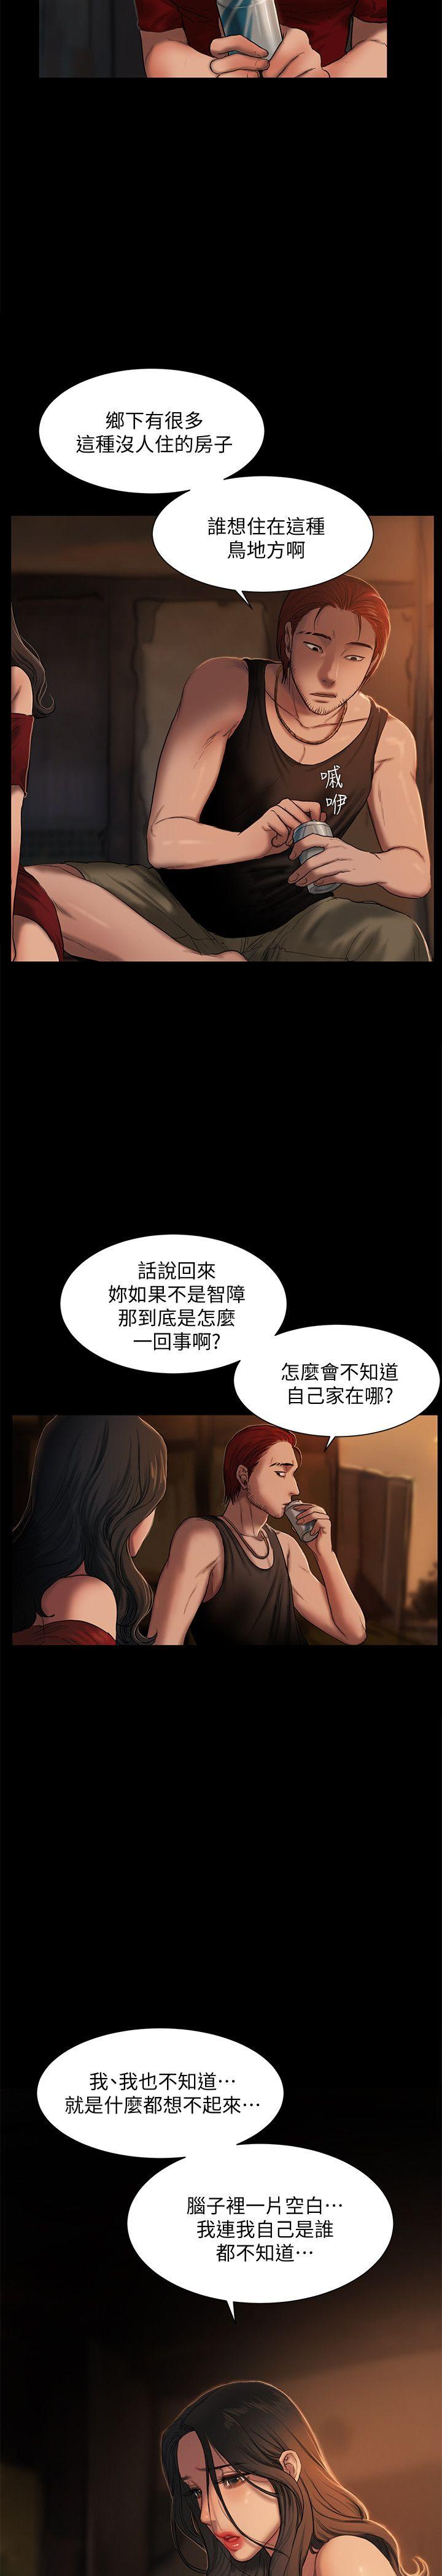 鄉下有很多
這種沒人住的房子
誰想住在這種
鳥地方啊
喊
咿
話說回來
妳如果不是智障
那到底是怎麼
一回事啊?
怎麼會不知道
自己家在哪?
我、我也不知道…
就是什麼都想不起來…
腦子裡一片空白…
我連我自己是誰
都不知道…